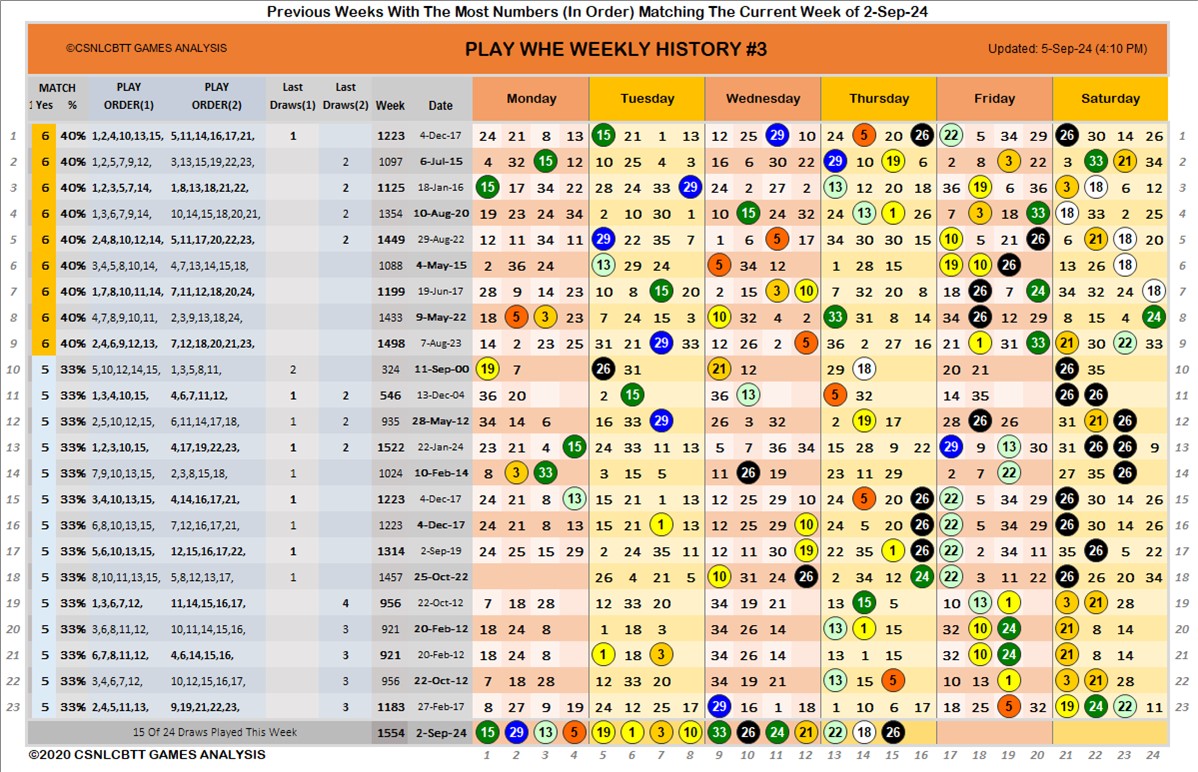 Previous Weeks With The Most Numbers (In Order) Matching The Current Week of 2-Sep-24
©CSNLCBTT GAMES ANALYSIS PLAY WHE WEEKLY HISTORY #3 Updated: 5-Sep-24 (4:10 PM)
MATCH PLAY PLAY Last Last
1 Yes % ORDER(1) ORDER(2) Draws(1) Draws(2) Week Date Monday Tuesday Wednesday Thursday Friday Saturday
1 6 40% 1,2,4,10,13,15, 5,11,14,16,17,21, 1 1223 4-Dec-17 24 21 8 13 15 21 1 13 12 25 29 10 24 5 20 26 22 5 34 29 26 30 14 26 1
2 6 40% 1,2,5,7,9,12, 3,13,15,19,22,23, 2 1097 6-Jul-15 4 32 15 12 10 25 4 3 16 6 30 22 29 10 19 6 2 8 3 22 3 33 21 34 2
3 6 40% 1,2,3,5,7,14, 1,8,13,18,21,22, 2 1125 18-Jan-16 15 17 34 22 28 24 33 29 24 2 27 2 13 12 20 18 36 19 6 36 3 18 6 12 3
4 6 40% 1,3,6,7,9,14, 10,14,15,18,20,21, 2 1354 10-Aug-20 19 23 24 34 2 10 30 1 10 15 24 32 24 13 1 26 7 3 18 33 18 33 2 25 4
5 6 40% 2,4,8,10,12,14, 5,11,17,20,22,23, 2 1449 29-Aug-22 12 11 34 11 29 22 35 7 1 6 5 17 34 30 30 15 10 5 21 26 6 21 18 20 5
6 6 40% 3,4,5,8,10,14, 4,7,13,14,15,18, 1088 4-May-15 2 36 24 13 29 24 5 34 12 1 28 15 19 10 26 13 26 18 6
7 6 40% 1,7,8,10,11,14, 7,11,12,18,20,24, 1199 19-Jun-17 28 9 14 23 10 8 15 20 2 15 3 10 7 32 20 8 18 26 7 24 34 32 24 18 7
8 6 40% 4,7,8,9,10,11, 2,3,9,13,18,24, 1433 9-May-22 18 5 3 23 7 24 15 3 10 32 4 2 33 31 8 14 34 26 12 29 8 15 4 24 8
9 6 40% 2,4,6,9,12,13, 7,12,18,20,21,23, 1498 7-Aug-23 14 2 23 25 31 21 29 33 12 26 2 5 36 2 27 16 21 1 31 33 21 30 22 33 9
10 5 33% 5,10,12,14,15, 1,3,5,8,11, 2 324 11-Sep-00 19 7 26 31 21 12 29 18 20 21 26 35 10
11 5 33% 1,3,4,10,15, 4,6,7,11,12, 1 2 546 13-Dec-04 36 20 2 15 36 13 5 32 14 35 26 26 11
12 5 33% 2,5,10,12,15, 6,11,14,17,18, 1 2 935 28-May-12 34 14 6 16 33 29 26 3 32 2 19 17 28 26 26 31 21 26 12
13 5 33% 1,2,3,10,15, 4,17,19,22,23, 1 2 1522 22-Jan-24 23 21 4 15 24 33 11 13 5 7 36 34 15 28 9 22 29 9 13 30 31 26 26 9 13
14 5 33% 7,9,10,13,15, 2,3,8,15,18, 1 1024 10-Feb-14 8 3 33 3 15 5 11 26 19 23 11 29 2 22 27 35 26 14
15 5 33% 3,4,10,13,15, 4,14,16,17,21, 1 1223 4-Dec-17 24 21 8 13 15 21 1 13 12 25 29 10 24 5 20 26 22 5 34 29 26 30 14 26 15
16 5 33% 6,8,10,13,15, 7,12,16,17,21, 1 1223 4-Dec-17 24 21 8 13 15 21 1 13 12 25 29 10 24 5 20 26 22 5 34 29 26 30 14 26 16
17 5 33% 5,6,10,13,15, 12,15,16,17,22, 1 1314 2-Sep-19 24 25 15 29 2 24 35 11 12 11 30 19 22 35 1 26 22 2 34 11 35 26 5 22 17
18 5 33% 8,10,11,13,15, 5,8,12,13,17, 1 1457 25-Oct-22 26 4 21 5 10 31 24 26 2 34 12 24 22 3 11 22 26 26 20 34 18
19 5 33% 1,3,6,7,12, 11,14,15,16,17, 4 956 22-Oct-12 7 18 28 12 33 20 34 19 21 13 15 5 10 13 1 3 21 28 19
20 5 33% 3,6,8,11,12, 10,11,14,15,16, 3 921 20-Feb-12 18 24 8 1 18 3 34 26 14 13 1 15 32 10 24 21 8 14 20
21 5 33% 6,7,8,11,12, 4,6,14,15,16, 3 921 20-Feb-12 18 24 8 1 18 3 34 26 14 13 1 15 32 10 24 21 8 14 21
22 5 33% 3,4,6,7,12, 10,12,15,16,17, 3 956 22-Oct-12 7 18 28 12 33 20 34 19 21 13 15 5 10 13 1 3 21 28 22
23 5 33% 2,4,5,11,13, 9,19,21,22,23, 3 1183 27-Feb-17 8 27 9 19 24 12 25 17 29 16 1 18 1 10 6 17 18 25 5 32 19 24 22 11 23
15 Of 24 Draws Played This Week 1554 2-Sep-24 15 29 13 5 19 1 3 10 33 26 24 21 22 18 26
©2020 CSNLCBTT GAMES ANALYSIS 1 2 3 4 5 6 7 8 9 10 11 12 13 14 15 16 17 18 19 20 21 22 23 24